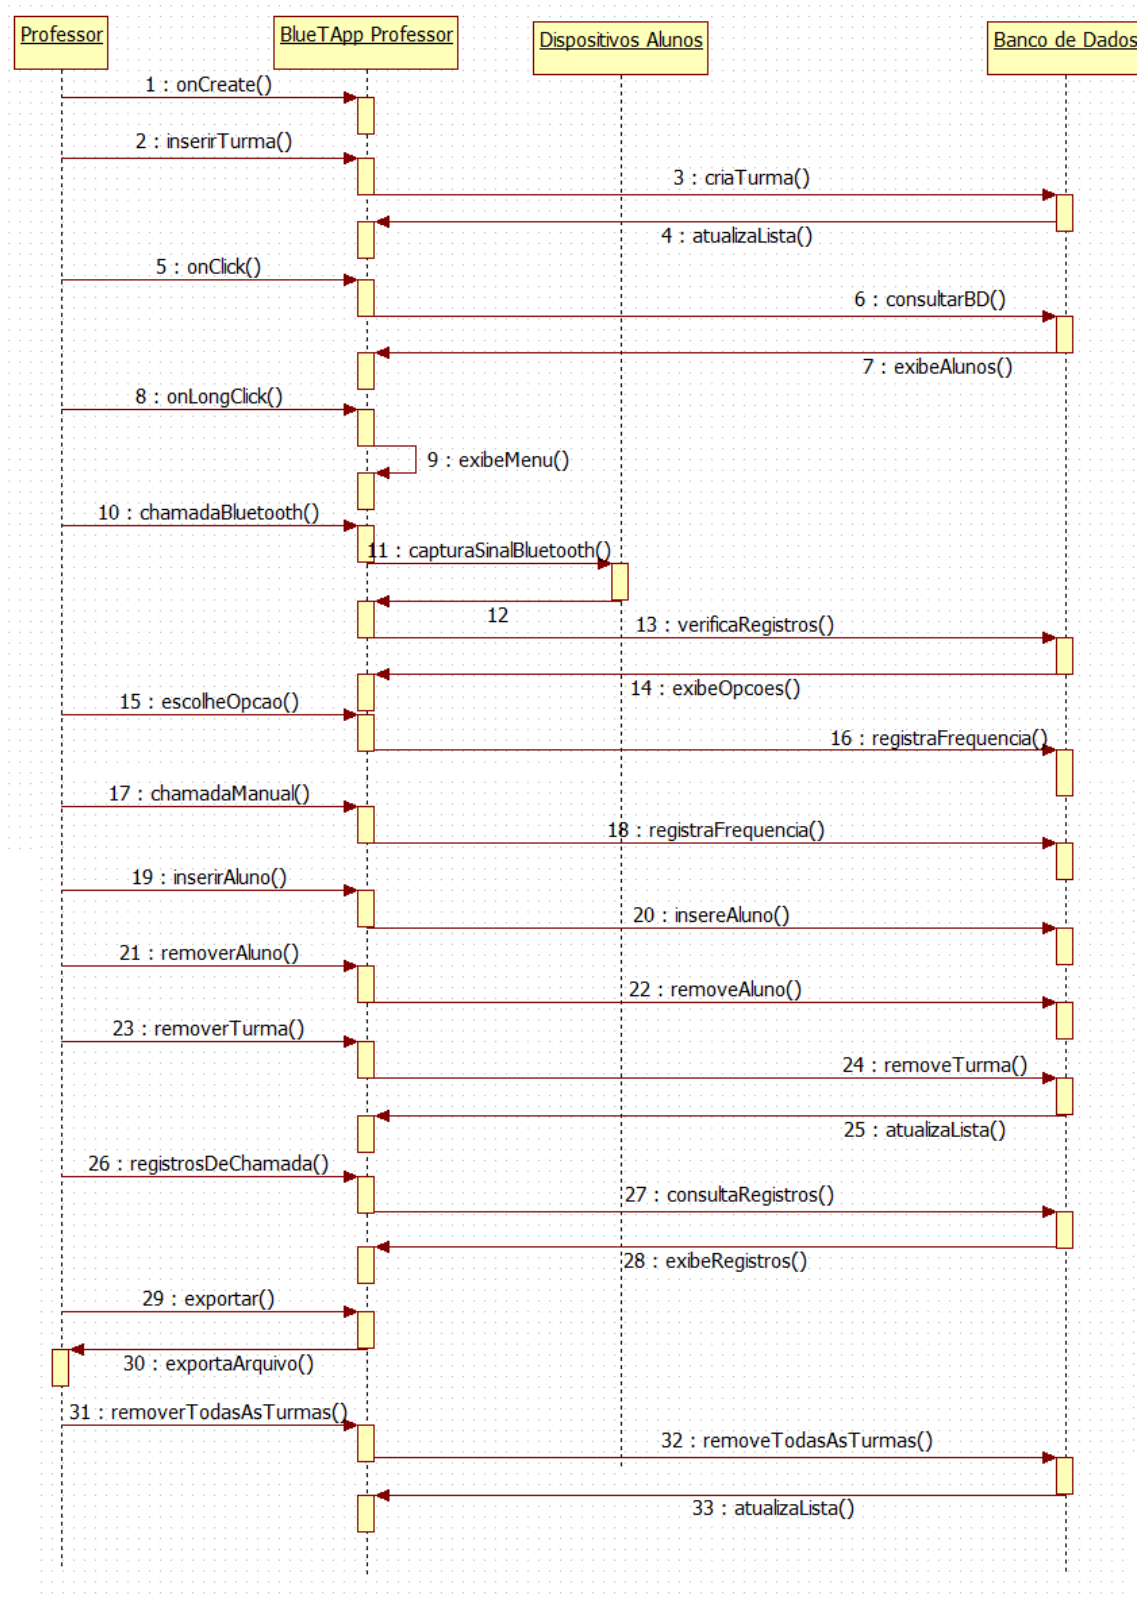 Professor
BlueTApp Professor
Dispositivos Alunos
Banco de Dados
1 : onCreate()
2 : inserirTurma()
3 : criaTurma()
4 : atualizaLista()
5 : onClick()
6 : consultarBD()
7 : exibeAlunos()
8 : onLongClick()
9 : exibeMenu()
10 : chamadaBluetooth()
11 : capturaSinalBluetooth()
12
13 : verificaRegistros()
14 : exibeOpcoes()
15 : escolheOpcao()
16 : registraFrequencia()
17 : chamadaManual()
18 : registraFrequencia()
19 : inserirAluno()
20 : insereAluno()
21 : removerAluno()
22 : removeAluno()
23 : removerTurma()
24 : removeTurma()
25 : atualizaLista()
26 : registrosDeChamada()
27 : consultaRegistros()
28 : exibeRegistros()
29 : exportar()
30 : exportaArquivo()
31 : removerTodasAsTurmas()
32 : removeTodasAsTurmas()
33 : atualizaLista()